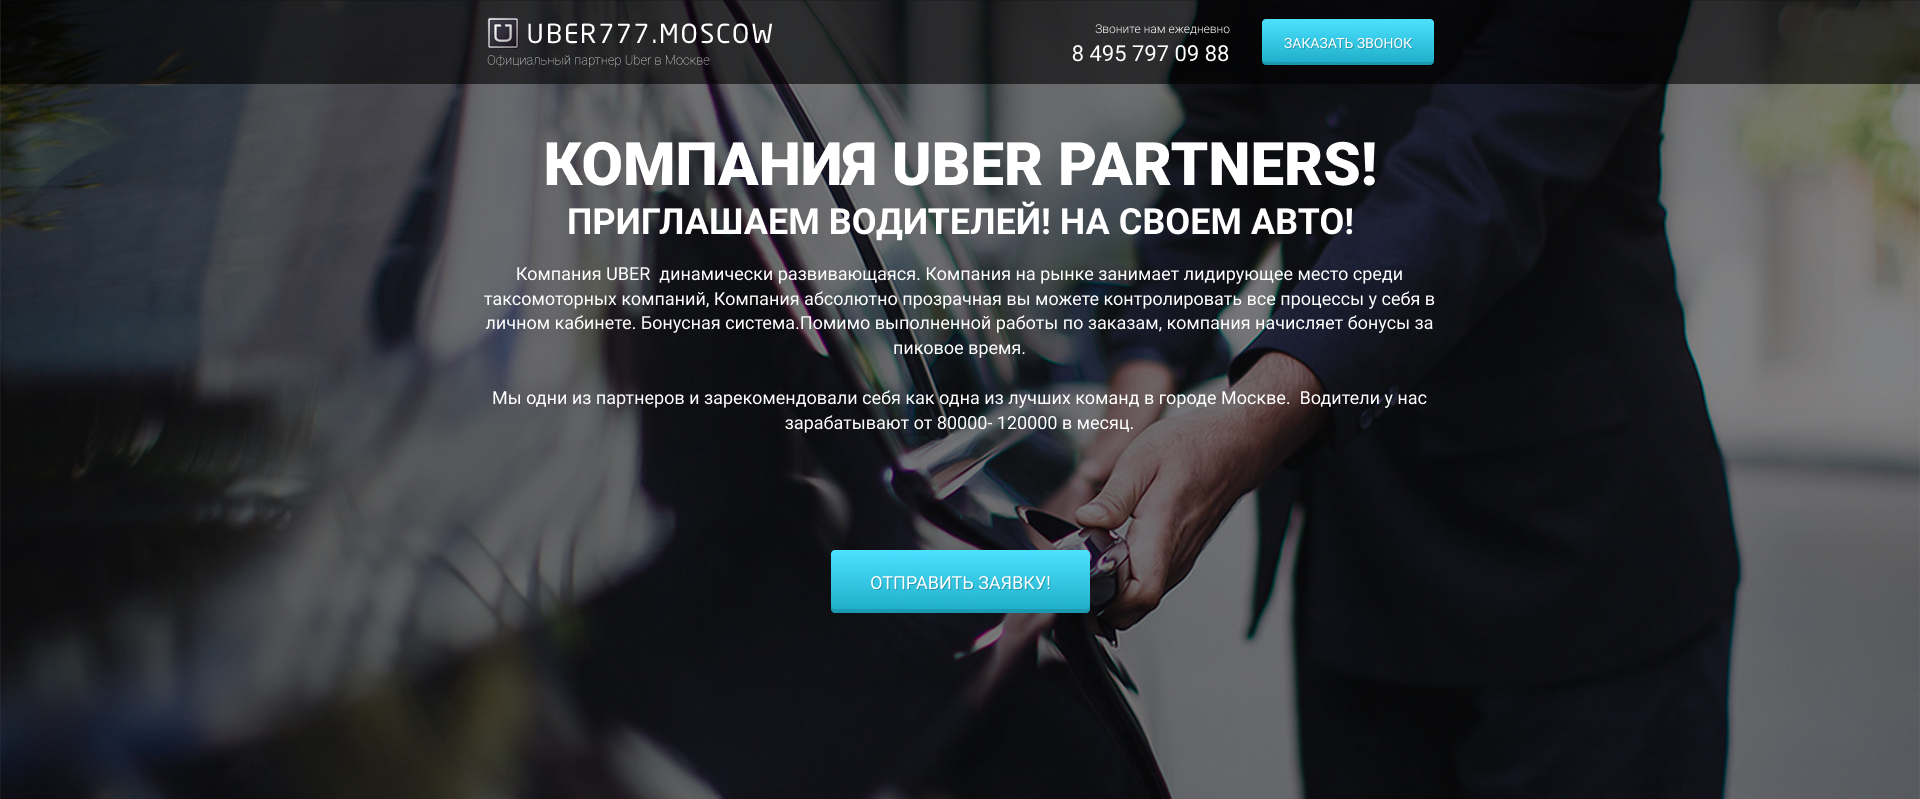 UBER777.MOSCOW
Официальный партнер Uber в Москве
Звоните нам ежедневно
8 495 797 09 88
ЗАКАЗАТЬ ЗВОНОК
КОМПАНИЯ UBER PARTNERS!
ПРИГЛАШАЕМ ВОДИТЕЛЕЙ! НА СВОЕМ АВТО!
Компания UBER  динамически развивающаяся. Компания на рынке занимает лидирующее место среди
таксомоторных компаний, Компания абсолютно прозрачная вы можете контролировать все процессы у себя в
личном кабинете. Бонусная система.Помимо выполненной работы по заказам, компания начисляет бонусы за
пиковое время.
Мы одни из партнеров и зарекомендовали себя как одна из лучших команд в городе Москве.  Водители у нас
зарабатывают от 80000- 120000 в месяц.
ОТПРАВИТЬ ЗАЯВКУ!